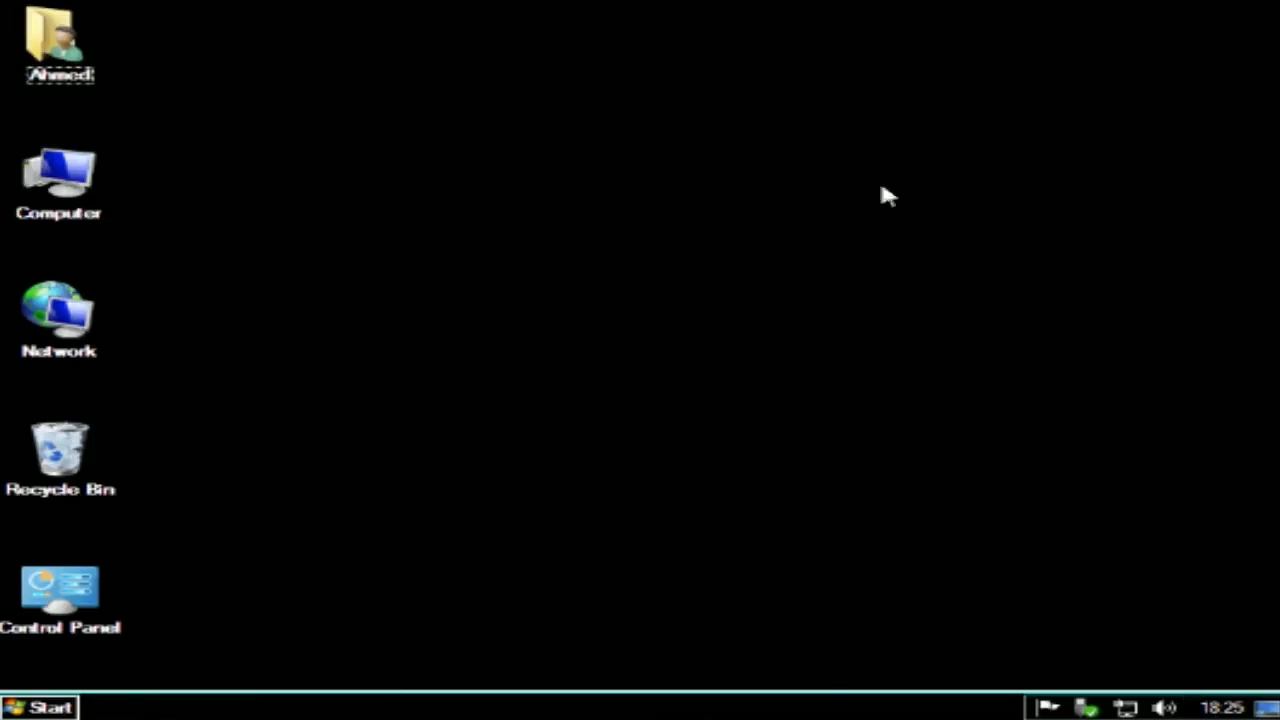 Ahmed
Computer
Network
Recycle Bin
Control Panel
Start
18:25